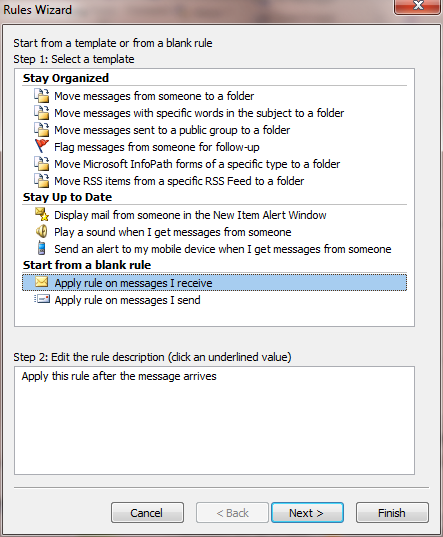 Rules Wizard
Start from a template or from a blank rule
Step 1: Select a template
Stay Organized
Move messages from someone to a folder
Move messages with specific words in the subject to a folder
Move messages sent to a public group to a folder
Flag messages from someone for follow-up
Move Microsoft InfoPath forms of a specific type to a folder
Move RSS items from a specific RSS Feed to a folder
Stay Up to Date
Display mail from someone in the New Item Alert Window
Play a sound when I get messages from someone
Send an alert to my mobile device when I get messages from someone
Start from a blank rule
Apply rule on messages I receive
Apply rule on messages I send
Step 2: Edit the rule description (click an underlined value)
Apply this rule after the message arrives
Cancel < Back Next > Finish